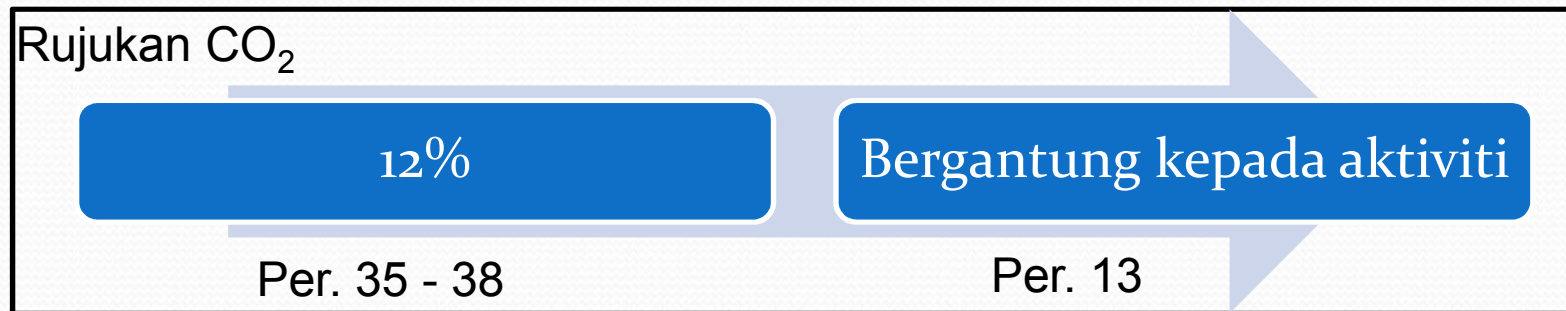 Rujukan CO₂
12%
Bergantung kepada aktiviti
Per. 35 - 38
Per. 13